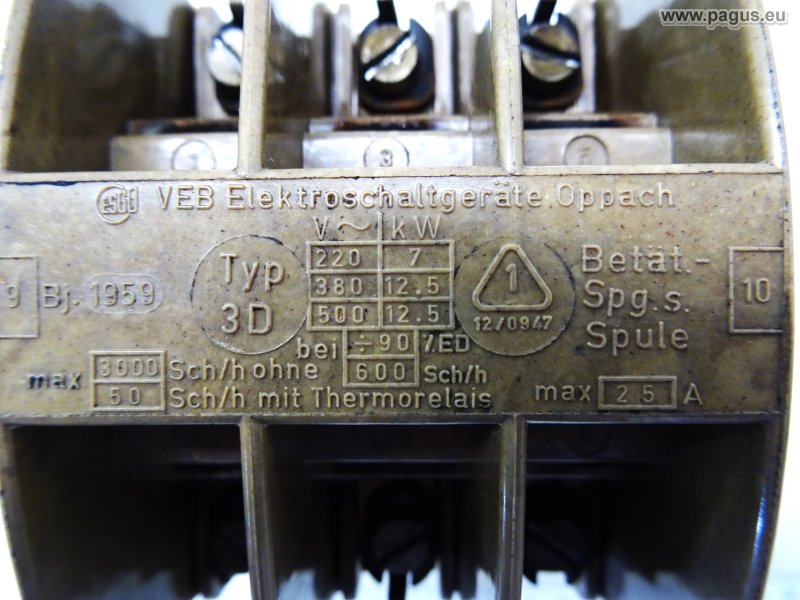 www.pagus.eu
1 3 5
VEB Elektroschaltgeräte Oppach
V~ kW
220 7
380 12.5
500 12.5
Typ
3D
1
12/0947
Betät.-
Spg.s.
Spule
9
Bj. 1959
10
bei ÷90 %ED
600 Sch/h
max 3000 Sch/h ohne
50 Sch/h mit Thermorelais
max 25 A